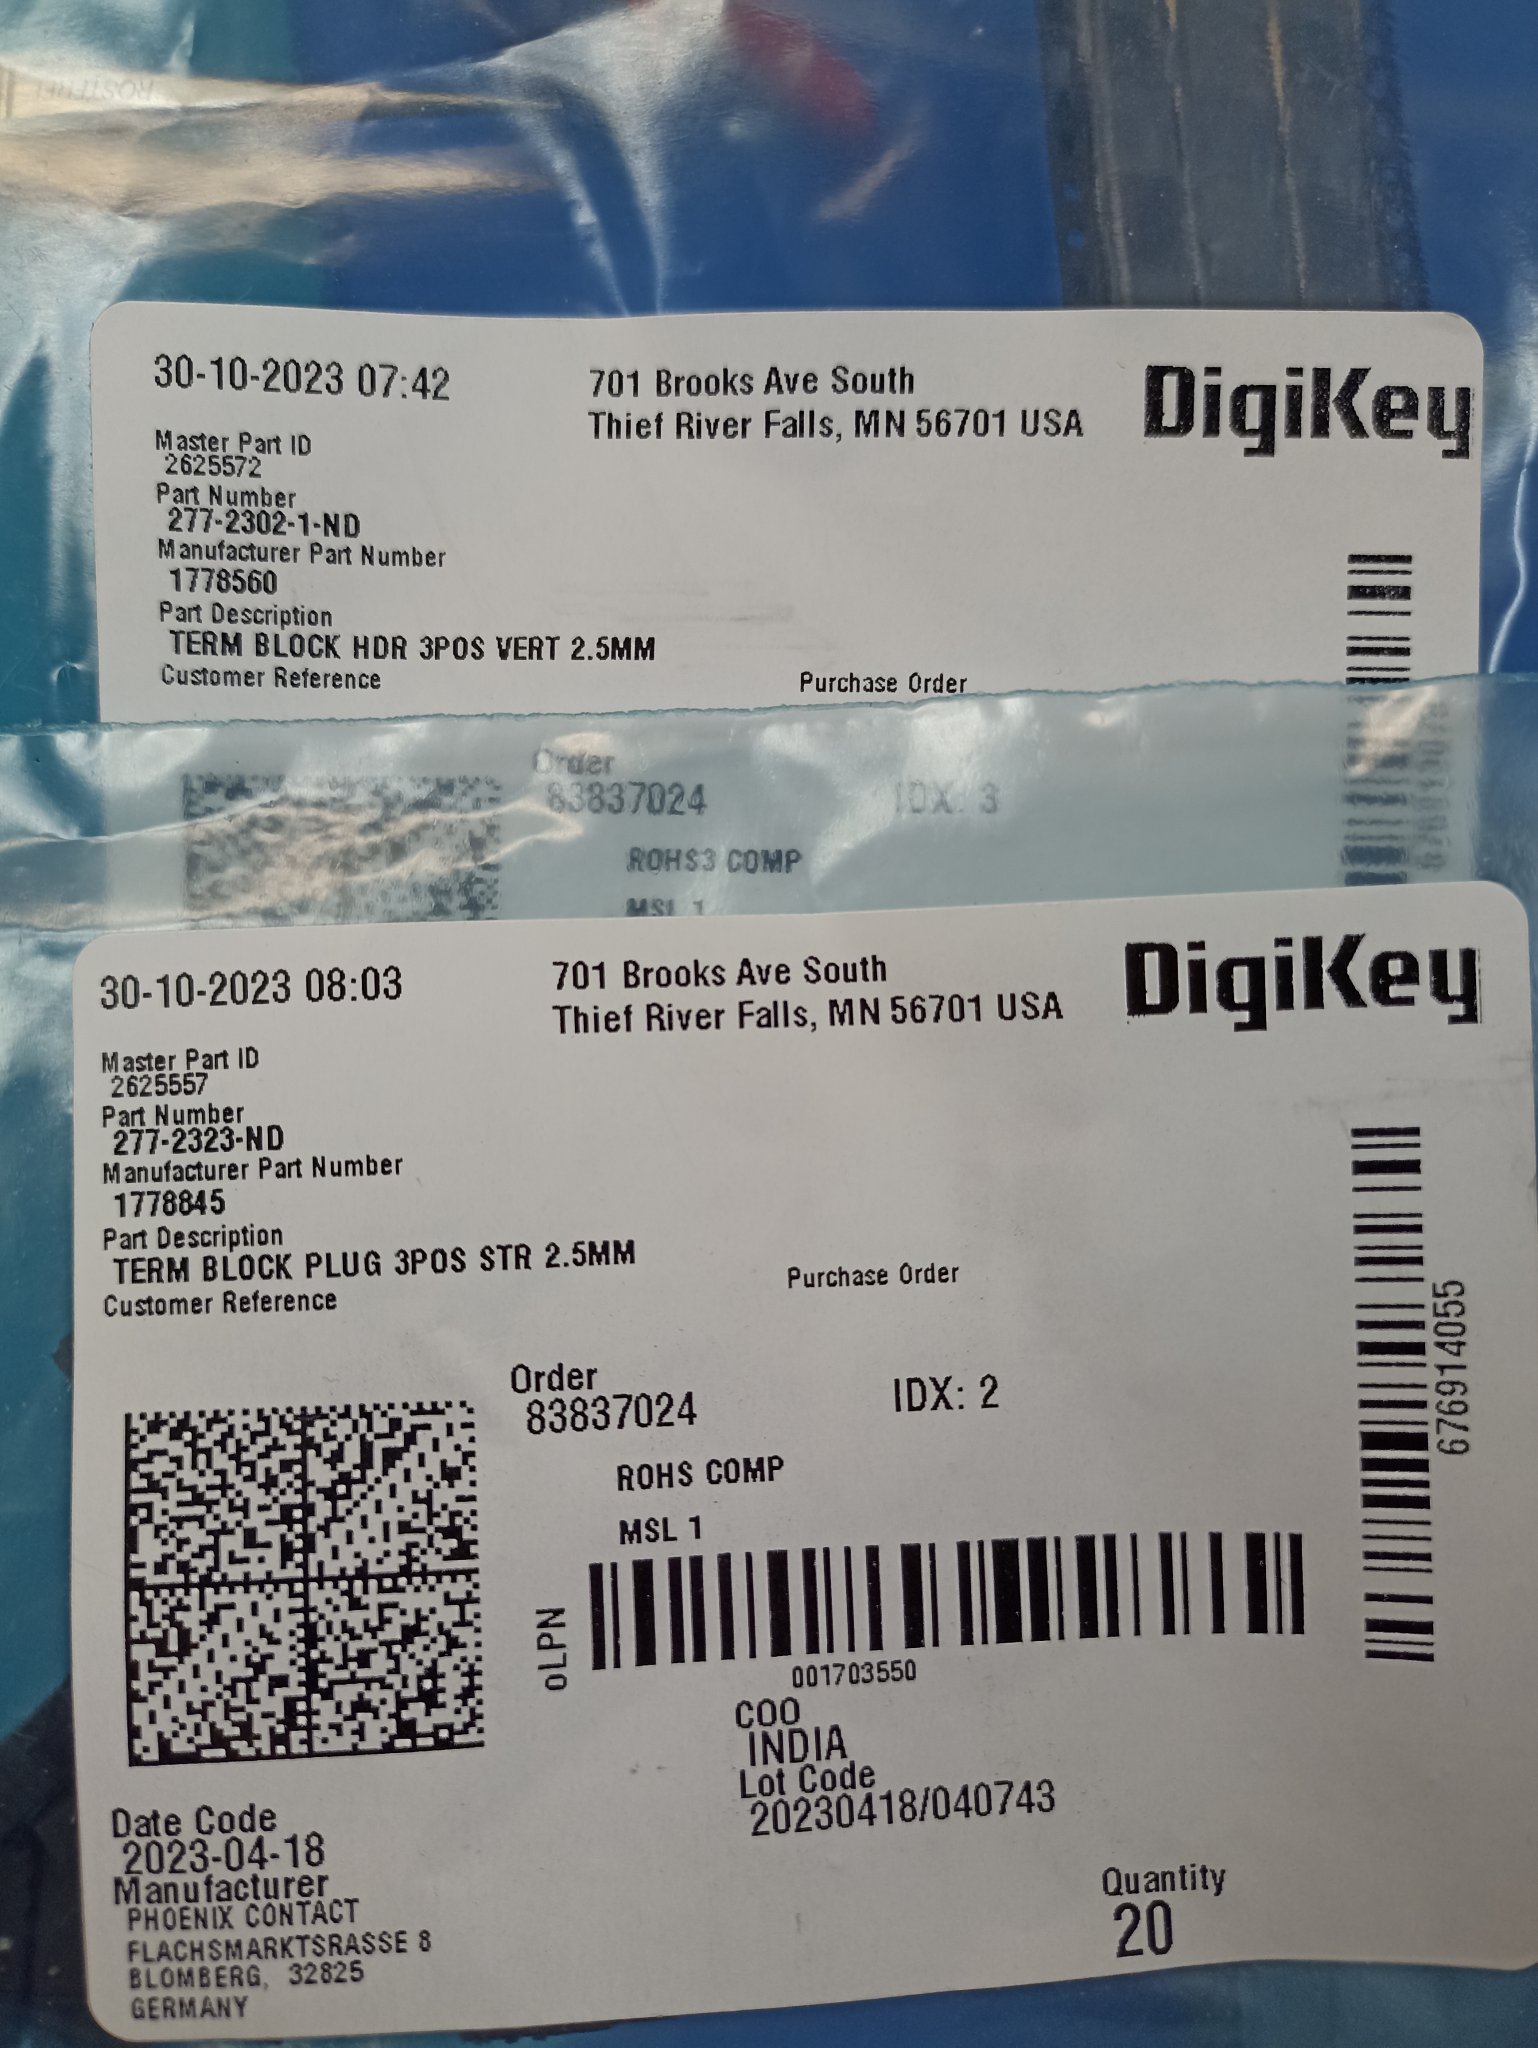 30-10-2023 07:42
701 Brooks Ave South
Thief River Falls, MN 56701 USA
DigiKey
Master Part ID
2625572
Part Number
277-2302-1-ND
Manufacturer Part Number
1778560
Part Description
TERM BLOCK HDR 3POS VERT 2.5MM
Customer Reference
Purchase Order
Order
83837024
IDX: 3
ROHS3 COMP
MSL 1
30-10-2023 08:03
701 Brooks Ave South
Thief River Falls, MN 56701 USA
DigiKey
Master Part ID
2625557
Part Number
277-2323-ND
Manufacturer Part Number
1778845
Part Description
TERM BLOCK PLUG 3POS STR 2.5MM
Customer Reference
Purchase Order
Order
83837024
IDX: 2
676914055
ROHS COMP
MSL 1
oLPN
001703550
COO
INDIA
Lot Code
20230418/040743
Date Code
2023-04-18
Manufacturer
PHOENIX CONTACT
FLACHSMARKTSRASSE 8
BLOMBERG, 32825
GERMANY
Quantity
20